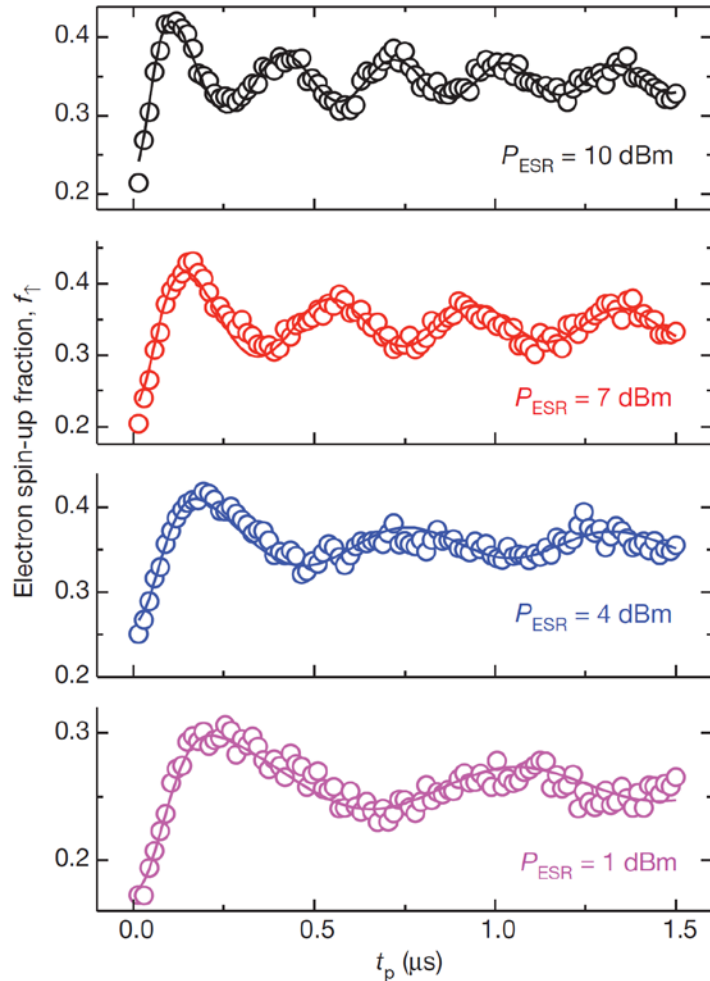 0.4
0.3
0.2
P_ESR = 10 dBm
0.4
0.3
0.2
P_ESR = 7 dBm
Electron spin-up fraction, f↑
0.4
0.3
0.2
P_ESR = 4 dBm
0.3
0.2
P_ESR = 1 dBm
0.0 0.5 1.0 1.5
t_p (μs)